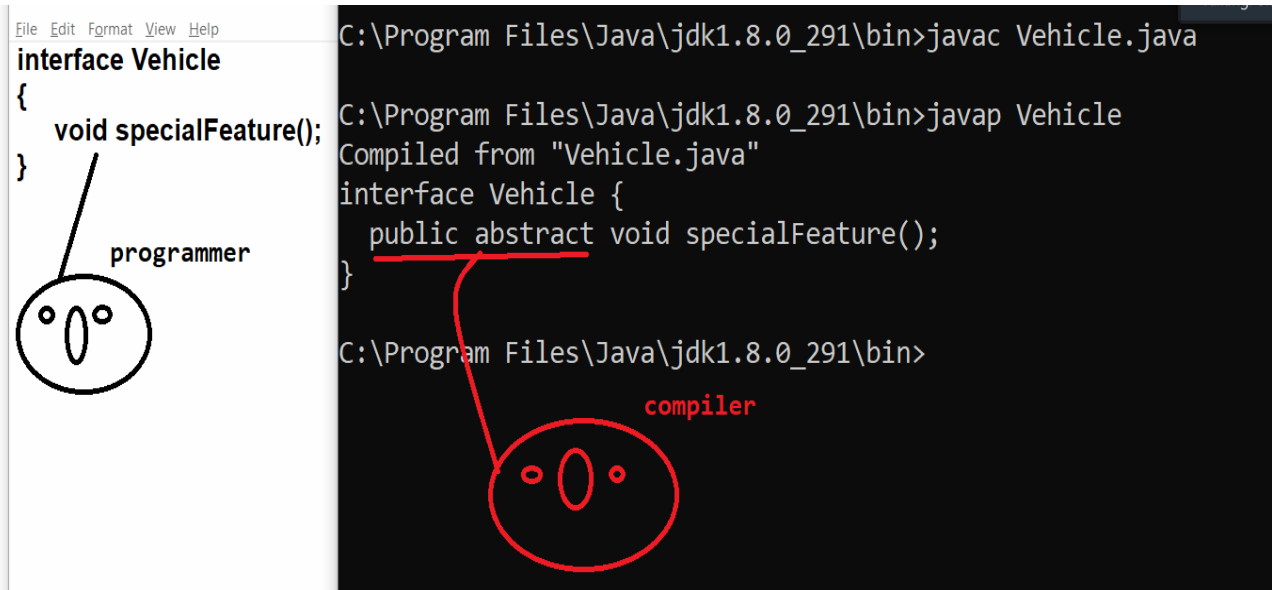 File Edit Format View Help
interface Vehicle
{
void specialFeature();
}
programmer
C:\Program Files\Java\jdk1.8.0_291\bin>javac Vehicle.java
C:\Program Files\Java\jdk1.8.0_291\bin>javap Vehicle
Compiled from "Vehicle.java"
interface Vehicle {
public abstract void specialFeature();
}
C:\Program Files\Java\jdk1.8.0_291\bin>
compiler